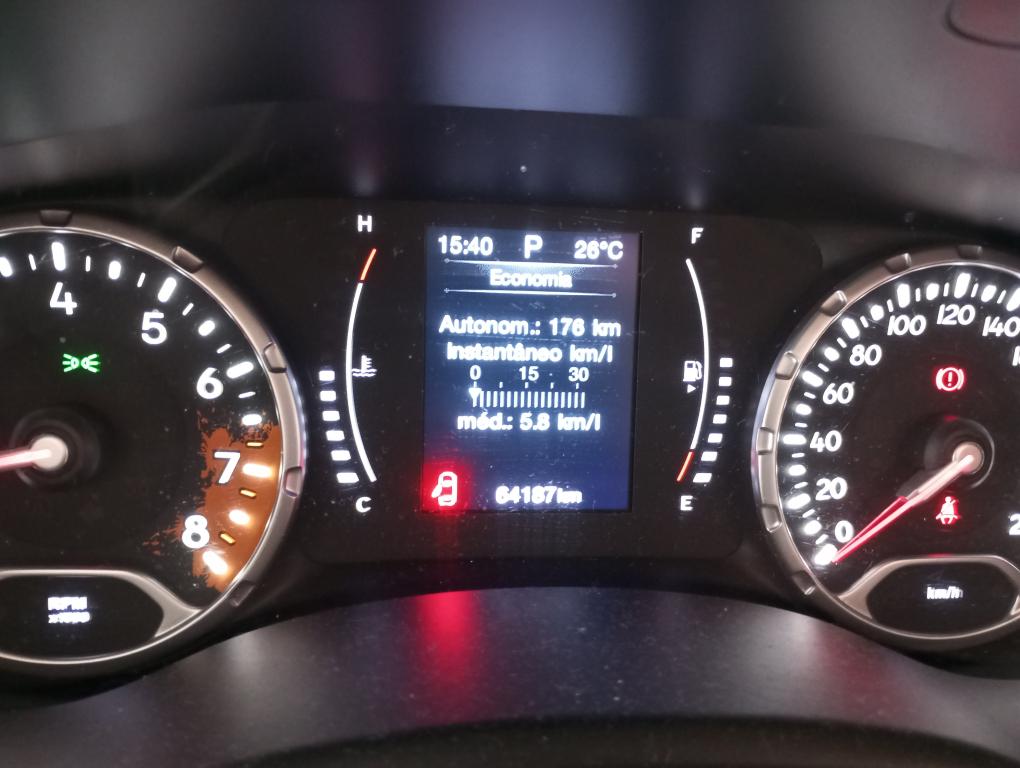 4
5
6
7
8
RPM
x1000
H
C
15:40 P 26°C
Economia
Autonom.: 176 km
Instantâneo km/l
0 15 30
méd.: 5.8 km/l
64187km
F
E
0
20
40
60
80
100
120
140
km/h